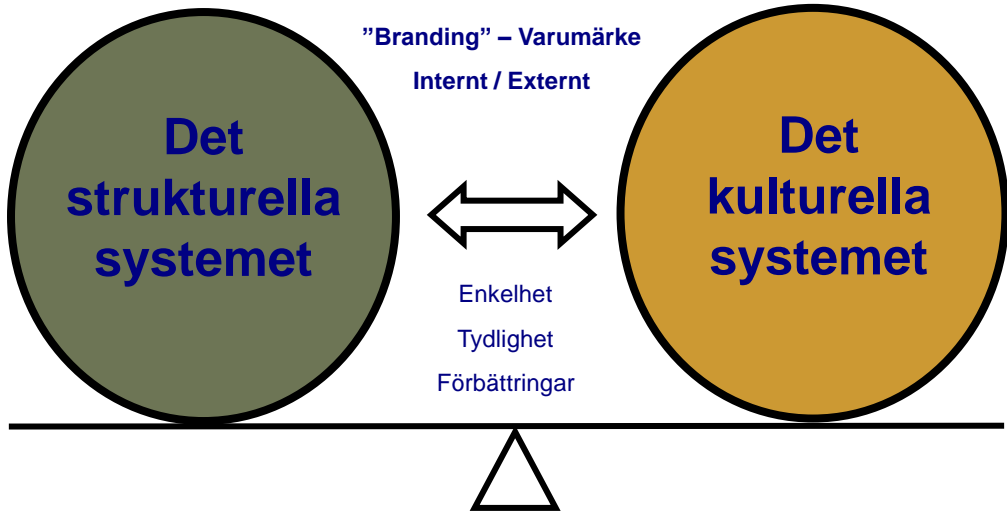 ”Branding” – Varumärke
Internt / Externt
Det
strukturella
systemet
Det
kulturella
systemet
Enkelhet
Tydlighet
Förbättringar